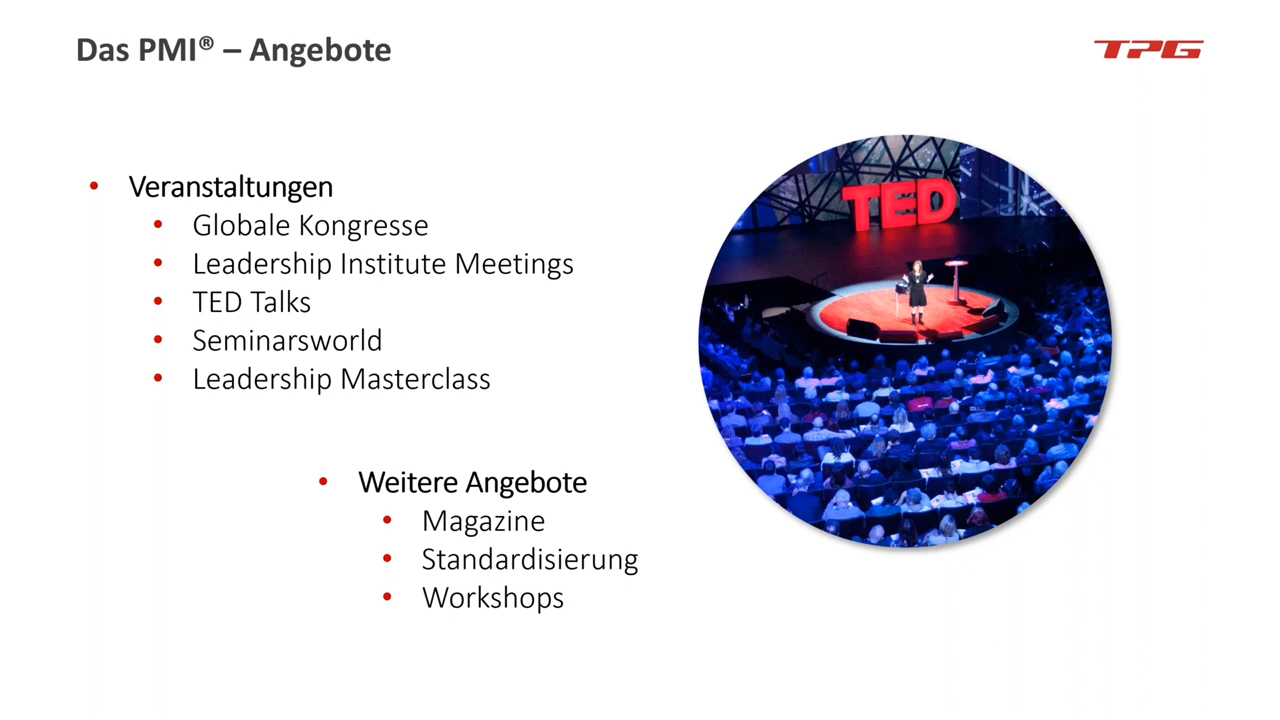 Das PMI® – Angebote
TPG
• Veranstaltungen
• Globale Kongresse
• Leadership Institute Meetings
• TED Talks
• Seminarsworld
• Leadership Masterclass
TED
• Weitere Angebote
• Magazine
• Standardisierung
• Workshops